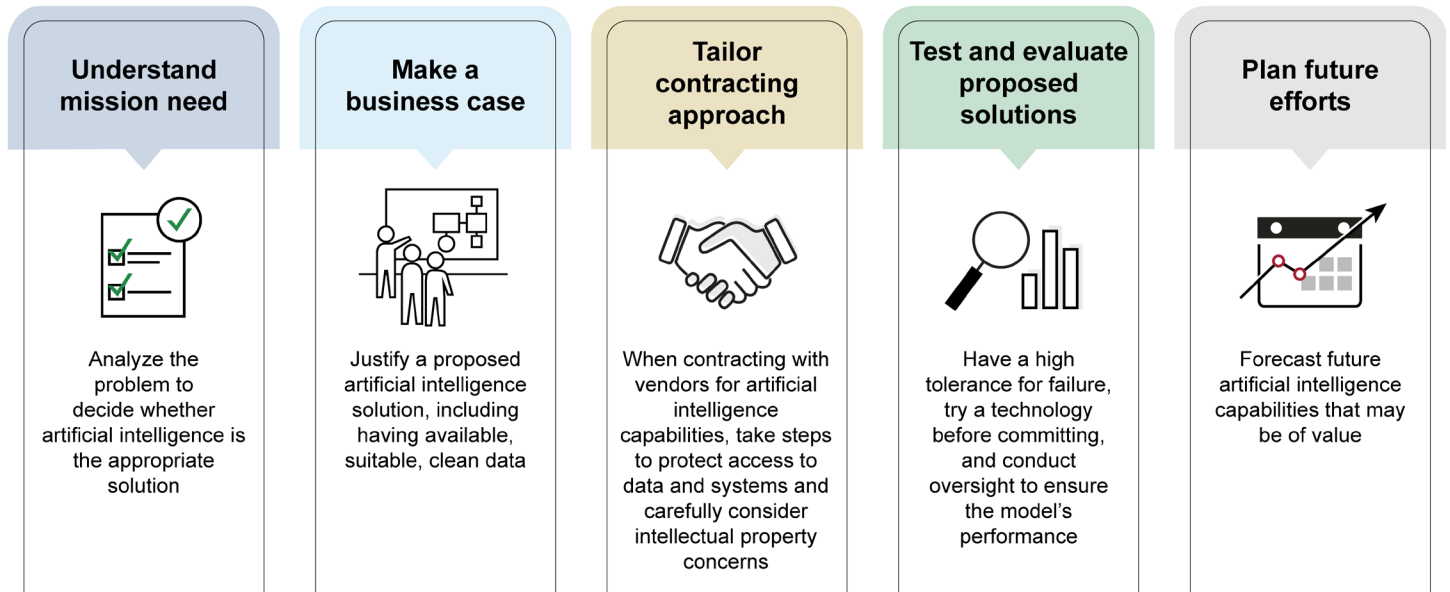 Understand
mission need
Analyze the
problem to
decide whether
artificial intelligence is
the appropriate
solution
Make a
business case
Justify a proposed
artificial intelligence
solution, including
having available,
suitable, clean data
Tailor
contracting
approach
When contracting with
vendors for artificial
intelligence
capabilities, take steps
to protect access to
data and systems and
carefully consider
intellectual property
concerns
Test and evaluate
proposed
solutions
Have a high
tolerance for failure,
try a technology
before committing,
and conduct
oversight to ensure
the model’s
performance
Plan future
efforts
Forecast future
artificial intelligence
capabilities that may
be of value